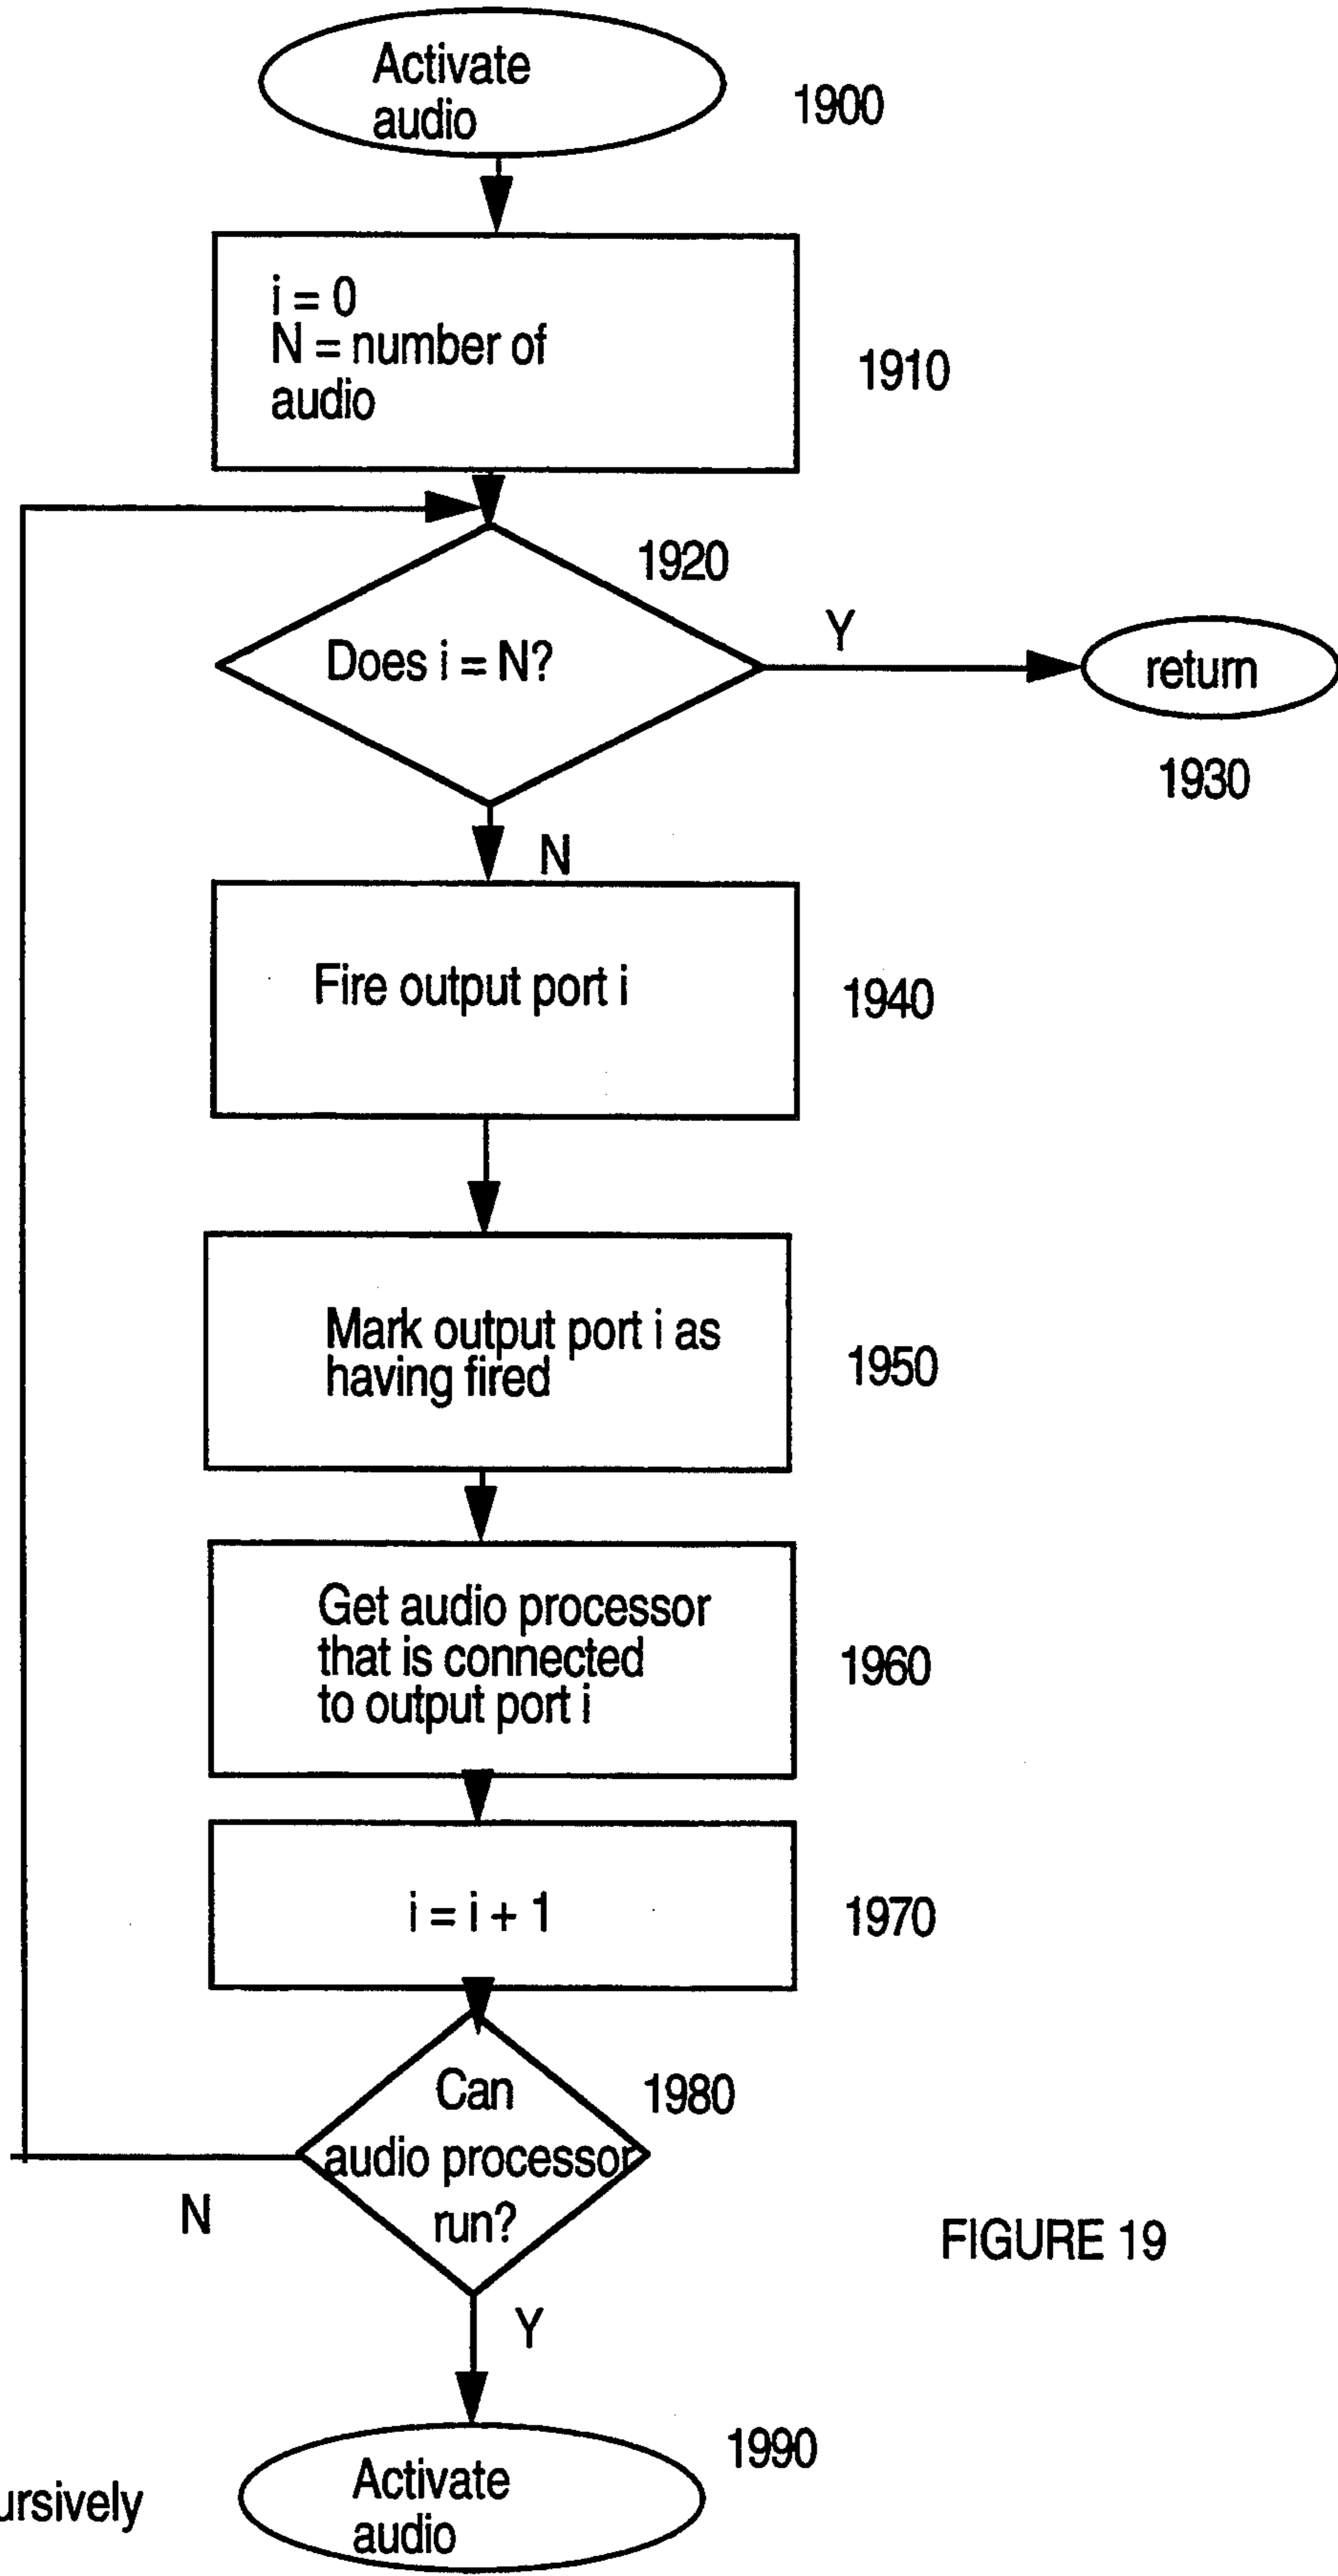 Activate
audio
1900
i = 0
N = number of
audio
1910
1920
Does i = N?
Y
return
1930
N
Fire output port i
1940
Mark output port i as
having fired
1950
Get audio processor
that is connected
to output port i
1960
i = i + 1
1970
Can
audio processor
run?
1980
N
FIGURE 19
Y
1990
Activate
audio
ursively